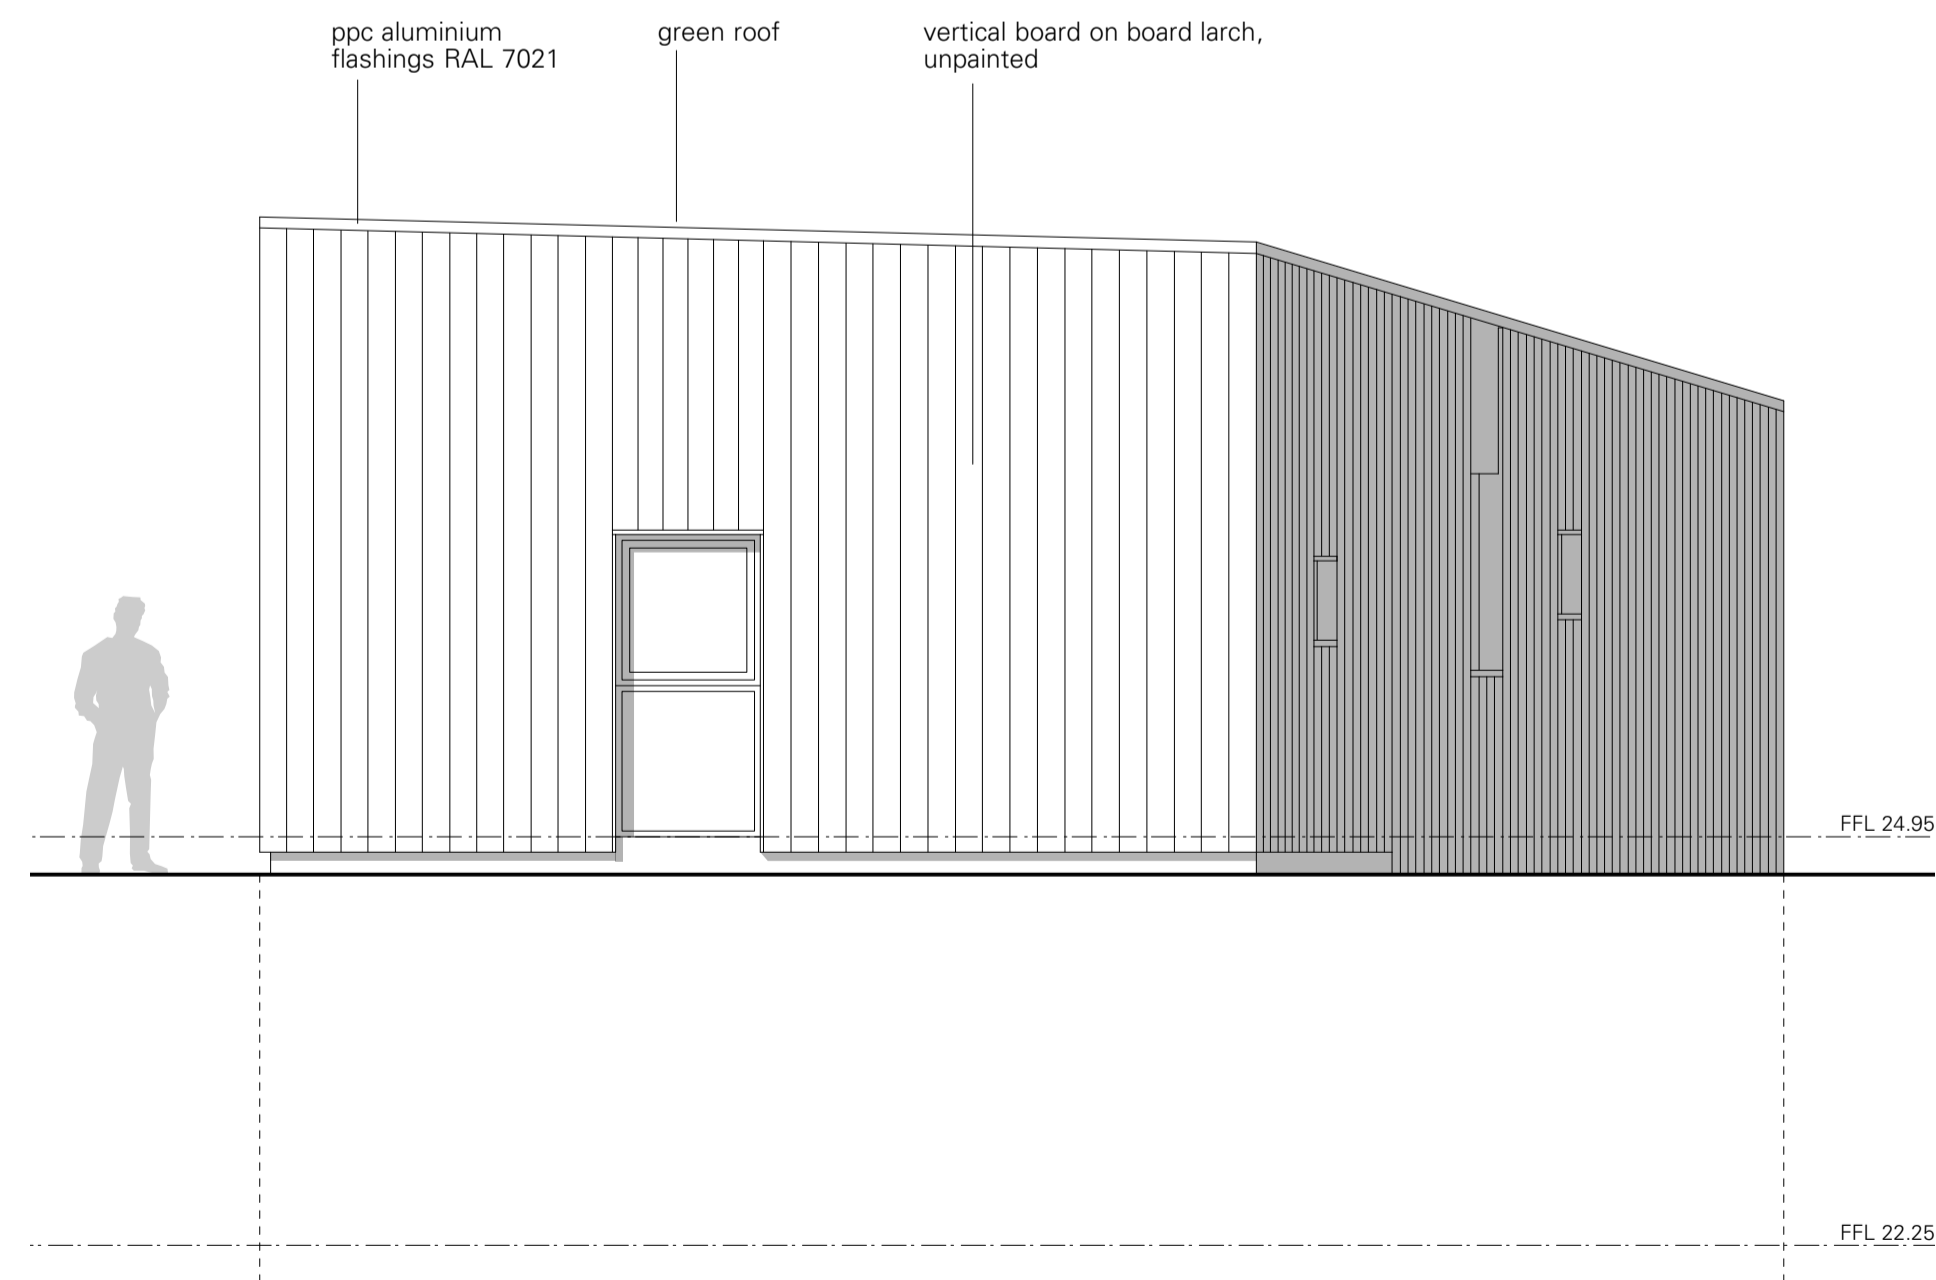 ppc aluminium
flashings RAL 7021
green roof
vertical board on board larch,
unpainted
FFL 24.95
FFL 22.25